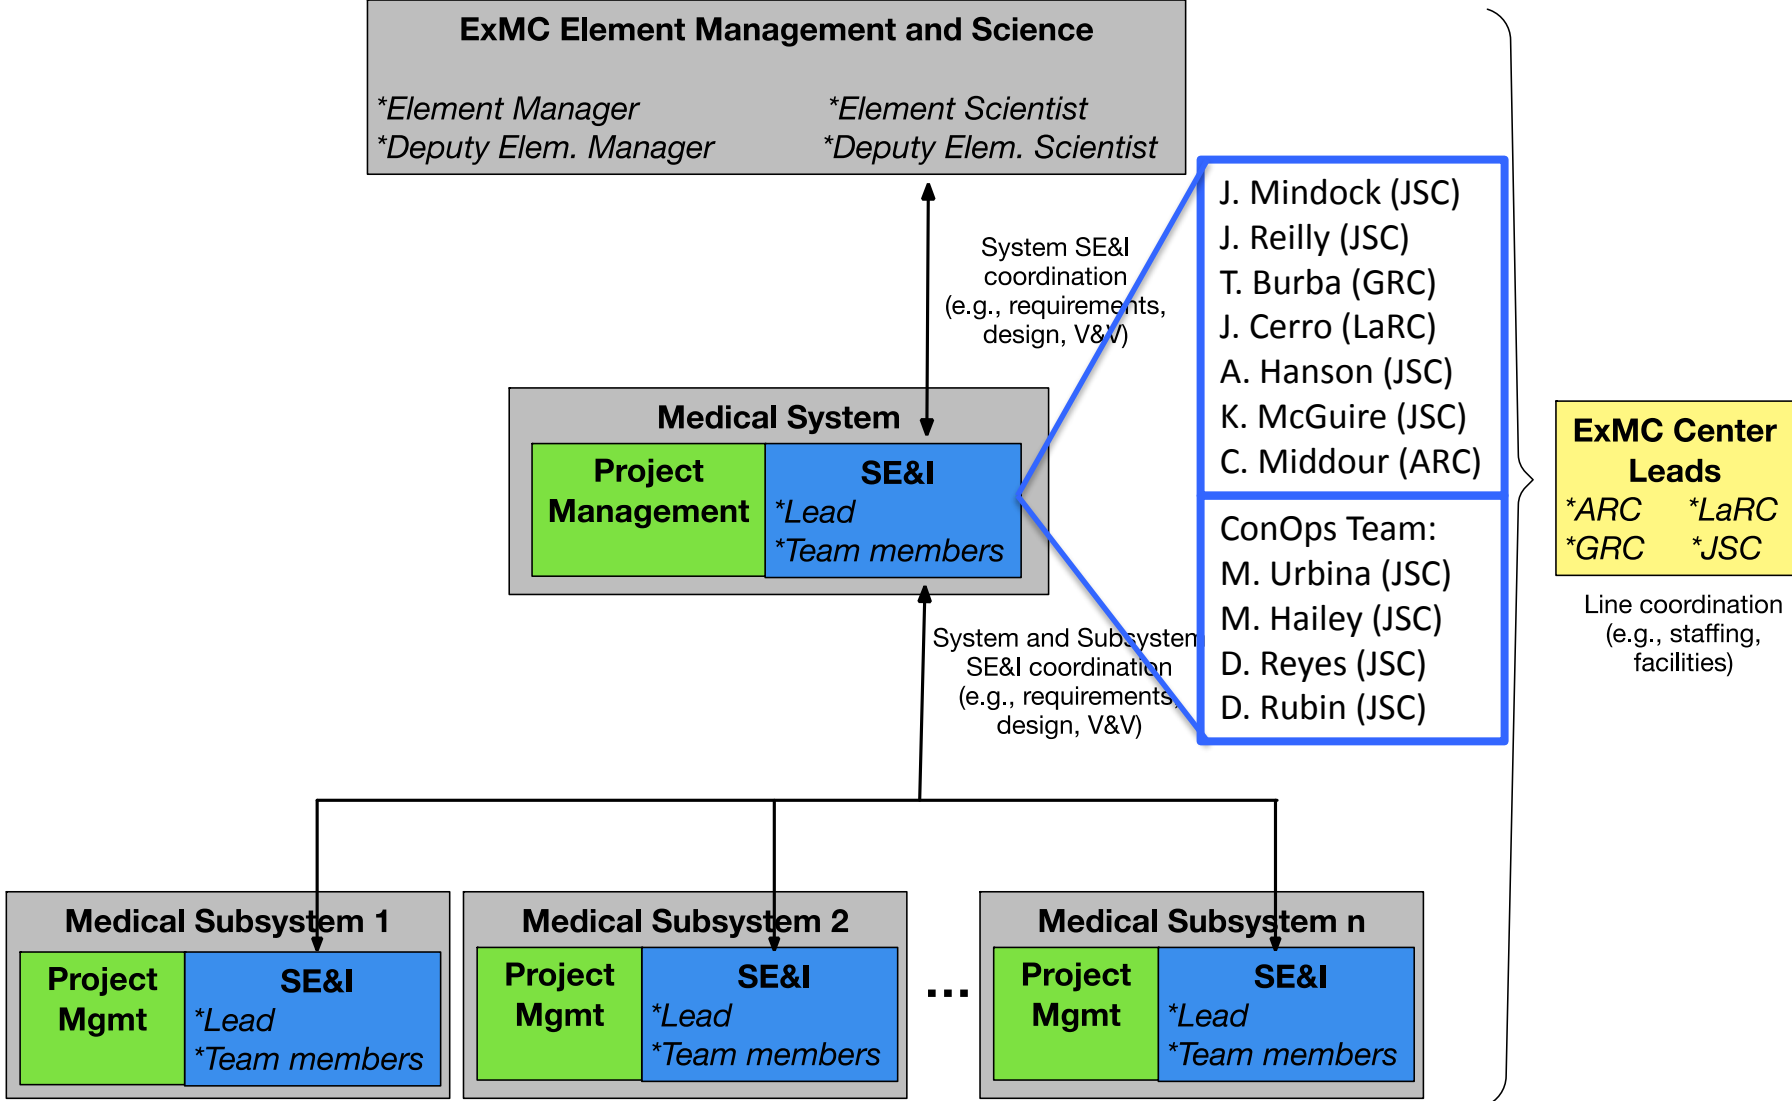 ExMC Element Management and Science
*Element Manager
*Deputy Elem. Manager
*Element Scientist
*Deputy Elem. Scientist
System SE&I
coordination
(e.g., requirements,
design, V&V)
J. Mindock (JSC)
J. Reilly (JSC)
T. Burba (GRC)
J. Cerro (LaRC)
A. Hanson (JSC)
K. McGuire (JSC)
C. Middour (ARC)
ConOps Team:
M. Urbina (JSC)
M. Hailey (JSC)
D. Reyes (JSC)
D. Rubin (JSC)
Medical System
Project
Management
SE&I
*Lead
*Team members
ExMC Center
Leads
*ARC *LaRC
*GRC *JSC
Line coordination
(e.g., staffing,
facilities)
System and Subsystem
SE&I coordination
(e.g., requirements,
design, V&V)
Medical Subsystem 1
Project
Mgmt
SE&I
*Lead
*Team members
Medical Subsystem 2
Project
Mgmt
SE&I
*Lead
*Team members
...
Medical Subsystem n
Project
Mgmt
SE&I
*Lead
*Team members